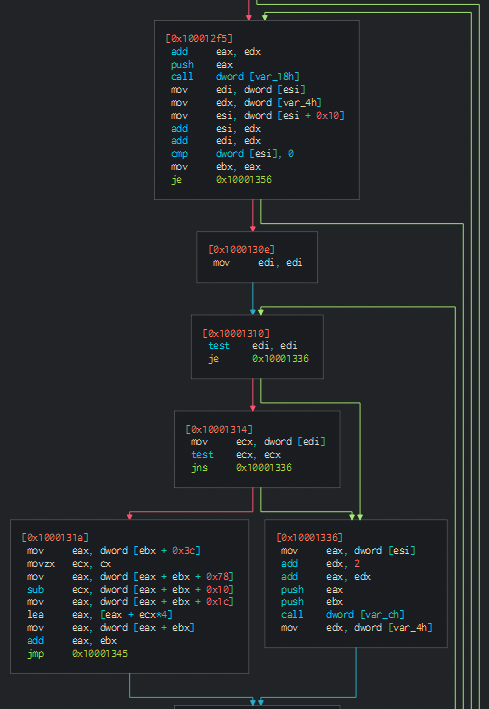 [0x100012f5]
add eax, edx
push eax
call dword [var_18h]
mov edi, dword [esi]
mov edx, dword [var_4h]
mov esi, dword [esi + 0x10]
add esi, edx
add edi, edx
cmp dword [esi], 0
mov ebx, eax
je 0x10001356
[0x1000130e]
mov edi, edi
[0x10001310]
test edi, edi
je 0x10001336
[0x10001314]
mov ecx, dword [edi]
test ecx, ecx
jns 0x10001336
[0x1000131a]
mov eax, dword [ebx + 0x3c]
movzx ecx, cx
mov eax, dword [eax + ebx + 0x78]
sub ecx, dword [eax + ebx + 0x10]
mov eax, dword [eax + ebx + 0x1c]
lea eax, [eax + ecx*4]
mov eax, dword [eax + ebx]
add eax, ebx
jmp 0x10001345
[0x10001336]
mov eax, dword [esi]
add edx, 2
add eax, edx
push eax
push ebx
call dword [var_ch]
mov edx, dword [var_4h]